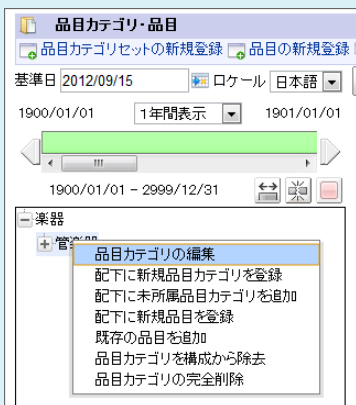 品目カテゴリ・品目
品目カテゴリセットの新規登録 品目の新規登録
基準日 2012/09/15 ロケール 日本語
1900/01/01 1年間表示 1901/01/01
1900/01/01 - 2999/12/31
楽器
管楽器
品目カテゴリの編集
配下に新規品目カテゴリを登録
配下に未所属品目カテゴリを追加
配下に新規品目を登録
既存の品目を追加
品目カテゴリを構成から除去
品目カテゴリの完全削除